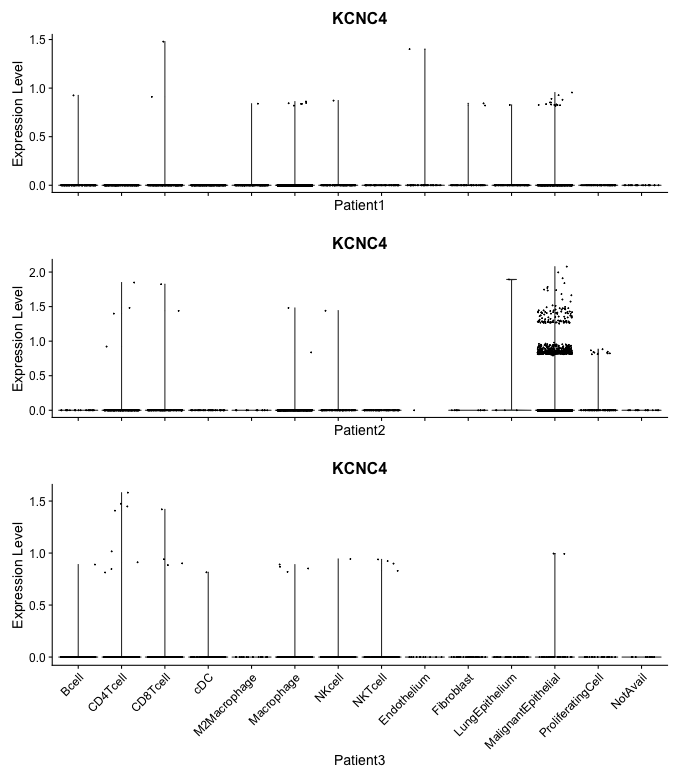 KCNC4
1.5
1.0
0.5
0.0
Expression Level
Patient1
KCNC4
2.0
1.5
1.0
0.5
0.0
Expression Level
Patient2
KCNC4
1.5
1.0
0.5
0.0
Expression Level
Bcell
CD4Tcell
CD8Tcell
cDC
M2Macrophage
Macrophage
NKcell
NKTcell
Endothelium
Fibroblast
LungEpithelium
MalignantEpithelial
ProliferatingCell
NotAvail
Patient3